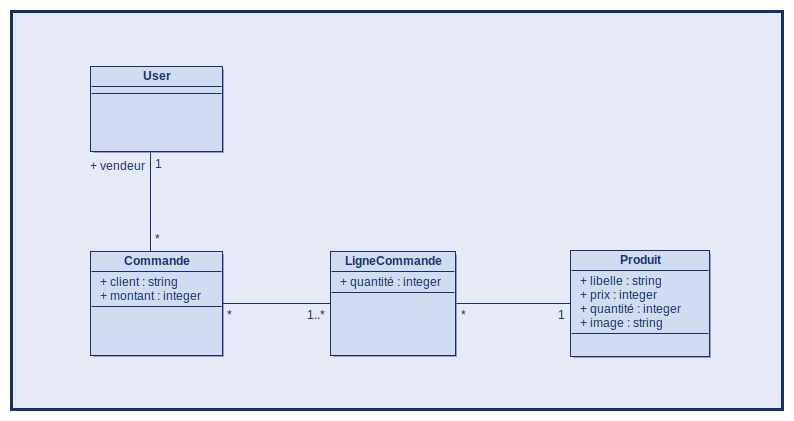 User
+ vendeur
1
*
Commande
+ client : string
+ montant : integer
*
1..*
LigneCommande
+ quantité : integer
*
1
Produit
+ libelle : string
+ prix : integer
+ quantité : integer
+ image : string